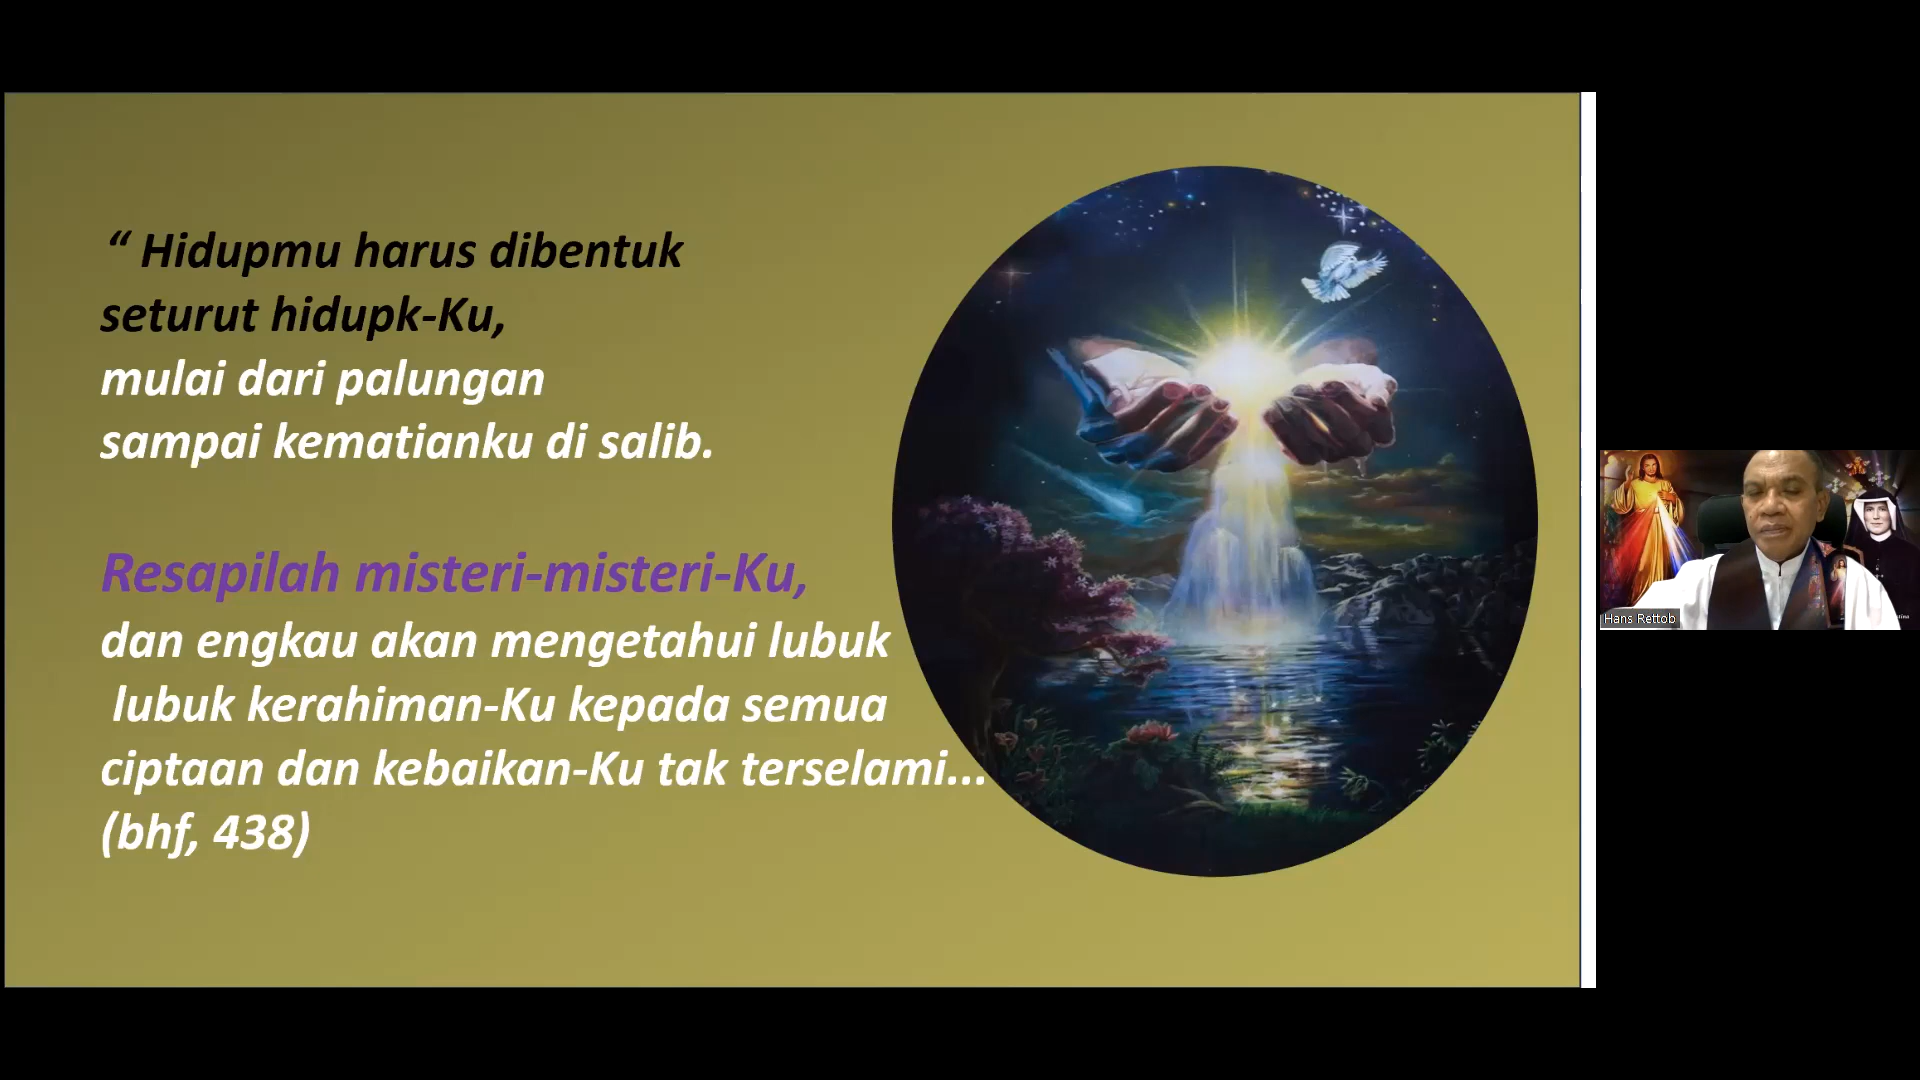 “ Hidupmu harus dibentuk
seturut hidupk-Ku,
mulai dari palungan
sampai kematianku di salib.
Resapilah misteri-misteri-Ku,
dan engkau akan mengetahui lubuk
lubuk kerahiman-Ku kepada semua
ciptaan dan kebaikan-Ku tak terselami...
(bhf, 438)
Hans Rettob